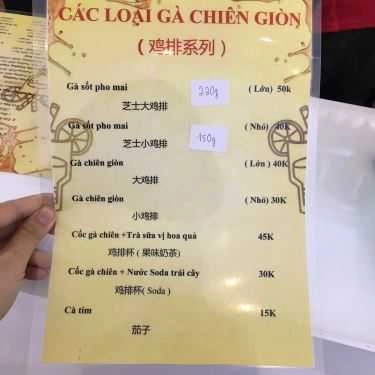 CÁC LOẠI GÀ CHIÊN GIÒN
(鸡排系列)
Gà sốt pho mai (Lớn) 50k
220g
芝士大鸡排
Gà sốt pho mai (Nhỏ) 40K
150g
芝士小鸡排
Gà chiên giòn (Lớn) 40K
大鸡排
Gà chiên giòn (Nhỏ) 30K
小鸡排
Cốc gà chiên +Trà sữa vị hoa quả 45K
鸡排杯 ( 果味奶茶)
Cốc gà chiên + Nước Soda trái cây 30K
鸡排杯( Soda )
Cà tím 15K
茄子